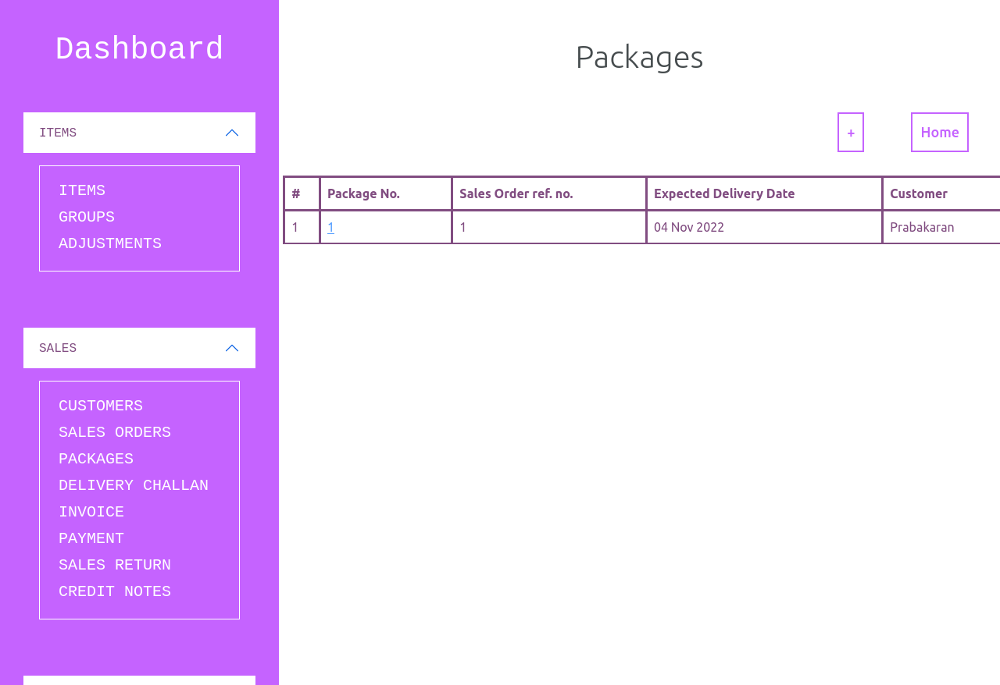 Dashboard
ITEMS
ITEMS
GROUPS
ADJUSTMENTS
SALES
CUSTOMERS
SALES ORDERS
PACKAGES
DELIVERY CHALLAN
INVOICE
PAYMENT
SALES RETURN
CREDIT NOTES
Packages
+ Home
# Package No. Sales Order ref. no. Expected Delivery Date Customer
1 1 1 04 Nov 2022 Prabakaran